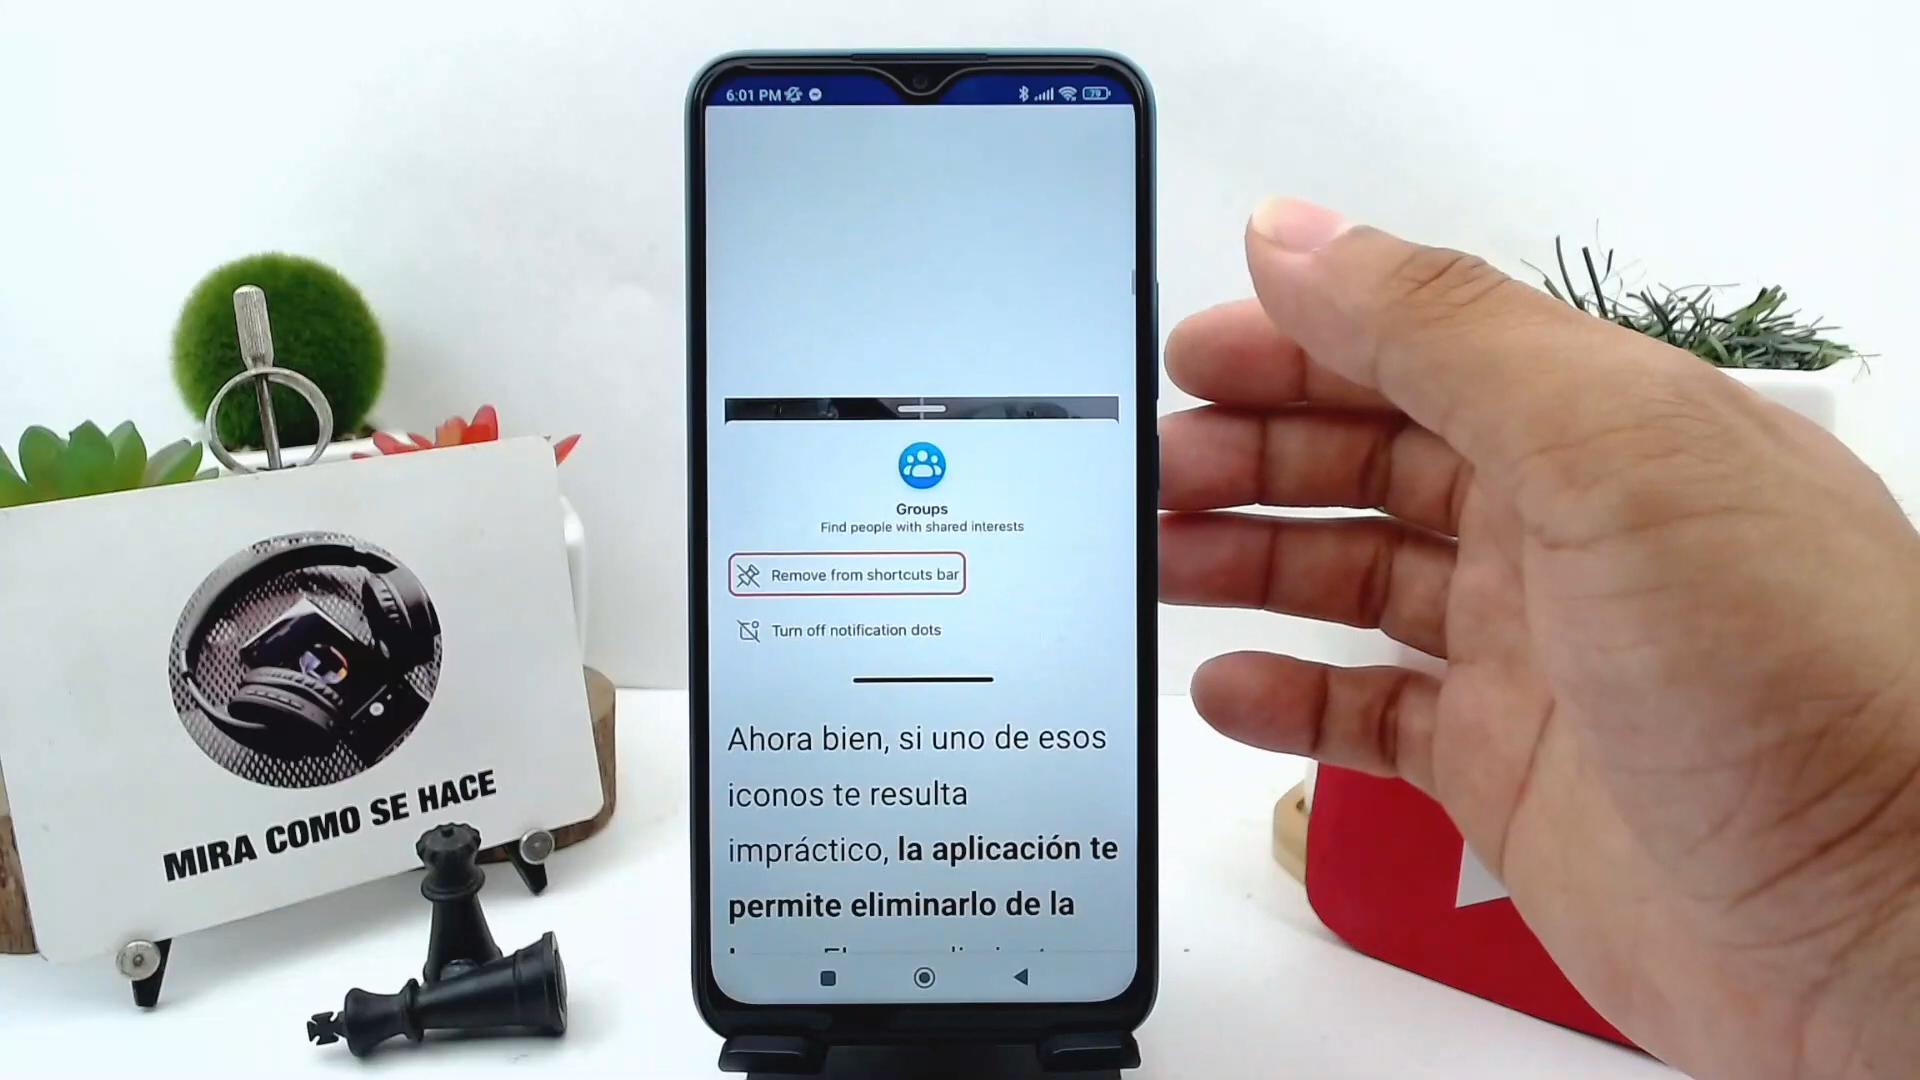 6:01 PM
79
Groups
Find people with shared interests
Remove from shortcuts bar
Turn off notification dots
Ahora bien, si uno de esos
iconos te resulta
impráctico, la aplicación te
permite eliminarlo de la
MIRA COMO SE HACE